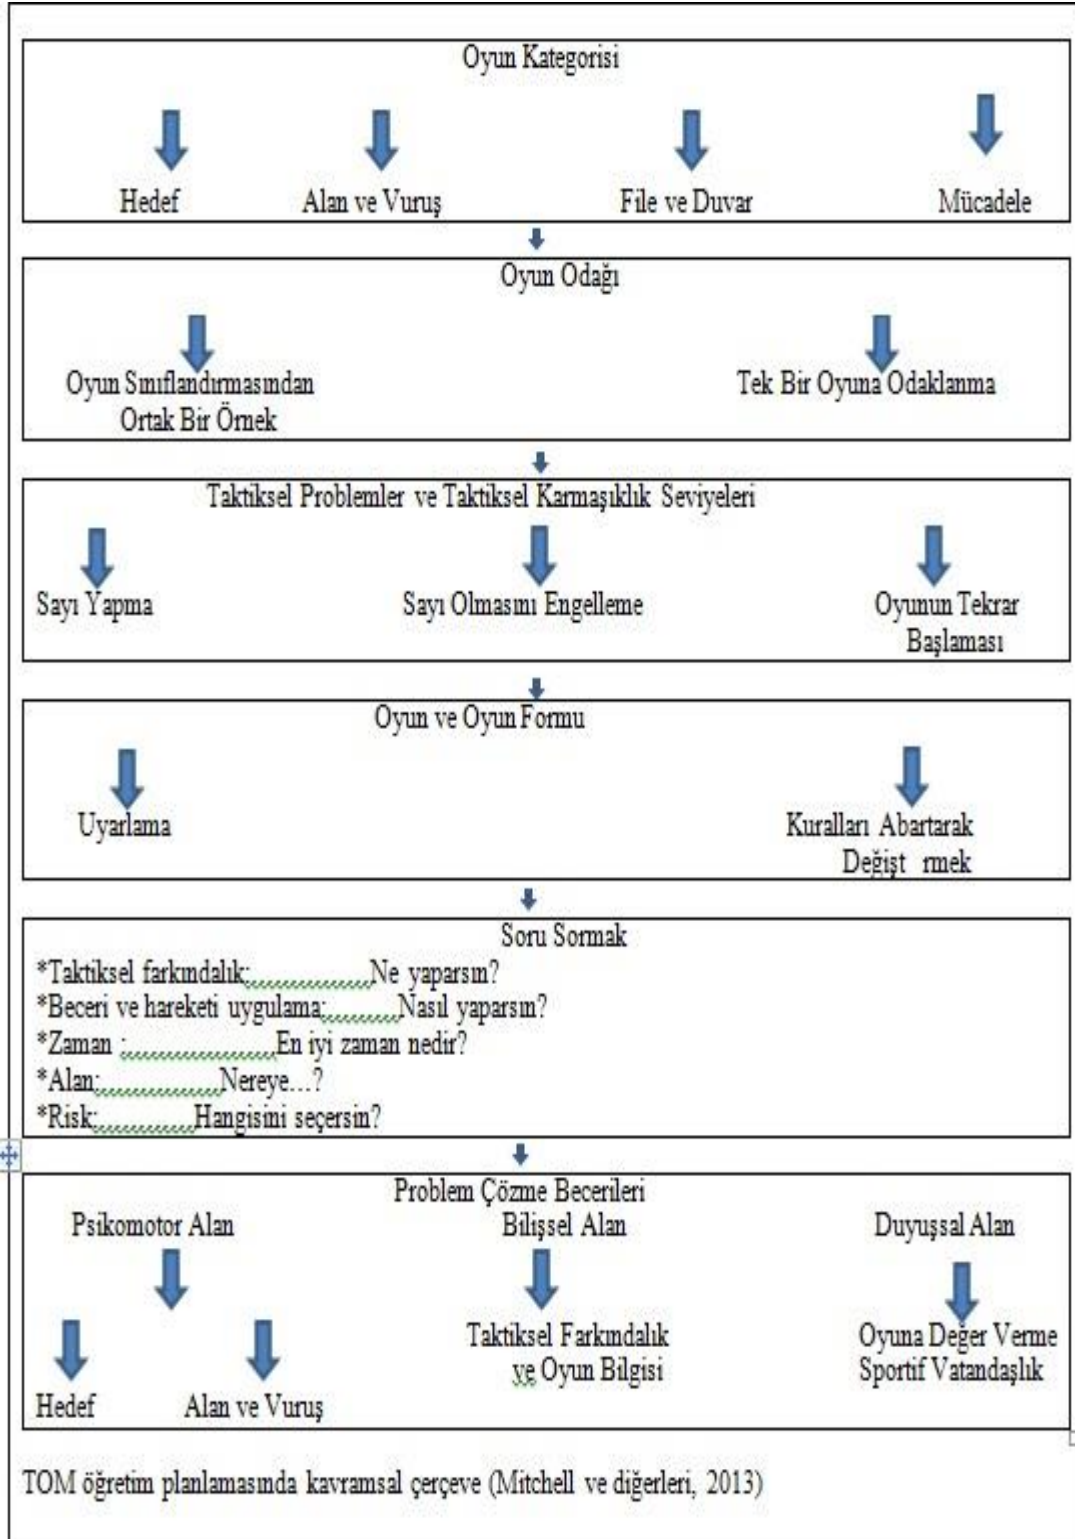 Oyun Kategorisi
Hedef Alan ve Vuruş File ve Duvar Mücadele
Oyun Odağı
Oyun Sınıflandırmasından Tek Bir Oyuna Odaklanma
Ortak Bir Örnek
Taktiksel Problemler ve Taktiksel Karmaşıklık Seviyeleri
Sayı Yapma Sayı Olmasını Engelleme Oyunun Tekrar
Başlaması
Oyun ve Oyun Formu
Uyarlama Kuralları Abartarak
Değişt rmek
Soru Sormak
*Taktiksel farkındalık:..............Ne yaparsın?
*Beceri ve hareketi uygulama:.........Nasıl yaparsın?
*Zaman :..................En iyi zaman nedir?
*Alan:..............Nereye…?
*Risk:............Hangisini seçersin?
Problem Çözme Becerileri
Psikomotor Alan Bilişsel Alan Duyuşsal Alan
Taktiksel Farkındalık Oyuna Değer Verme
ve Oyun Bilgisi Sportif Vatandaşlık
Hedef Alan ve Vuruş
TOM öğretim planlamasında kavramsal çerçeve (Mitchell ve diğerleri, 2013)